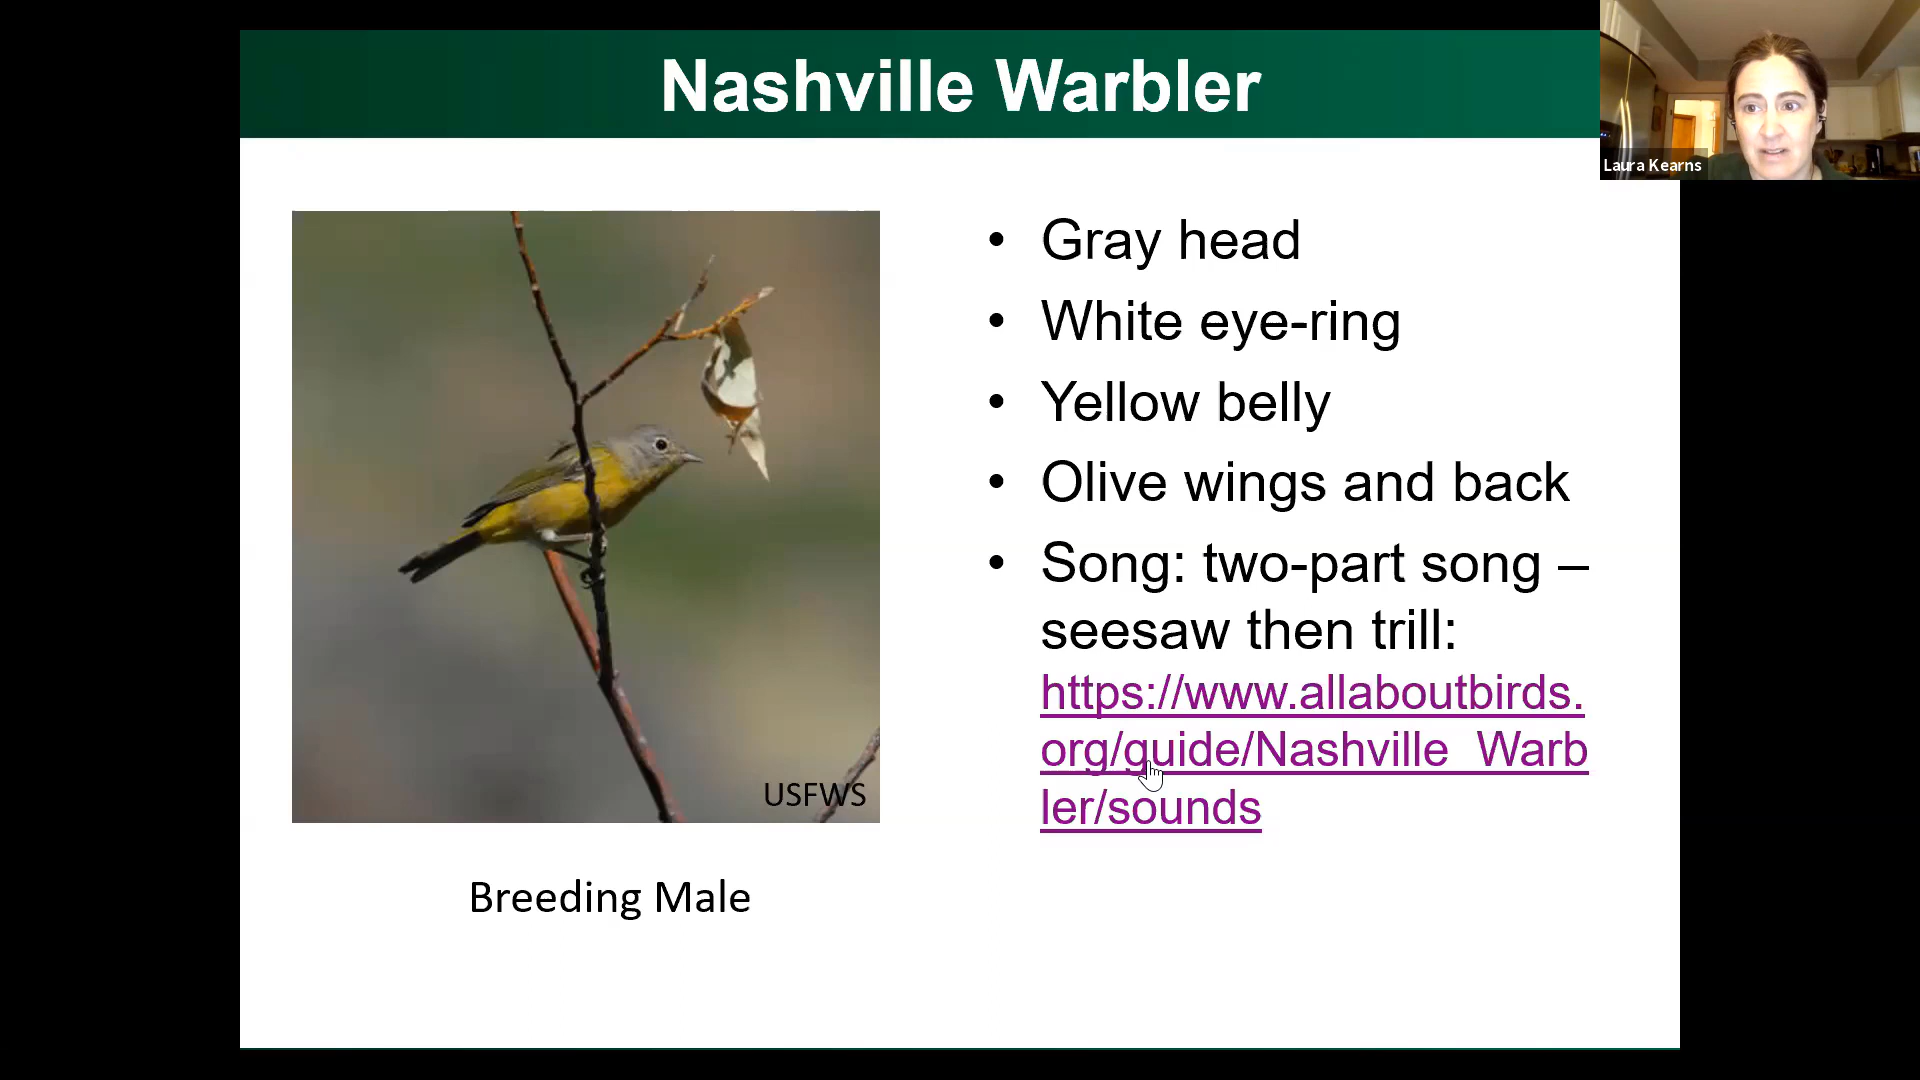 Nashville Warbler
Laura Kearns
• Gray head
• White eye-ring
• Yellow belly
• Olive wings and back
• Song: two-part song –
seesaw then trill:
https://www.allaboutbirds.
org/guide/Nashville_Warb
ler/sounds
USFWS
Breeding Male